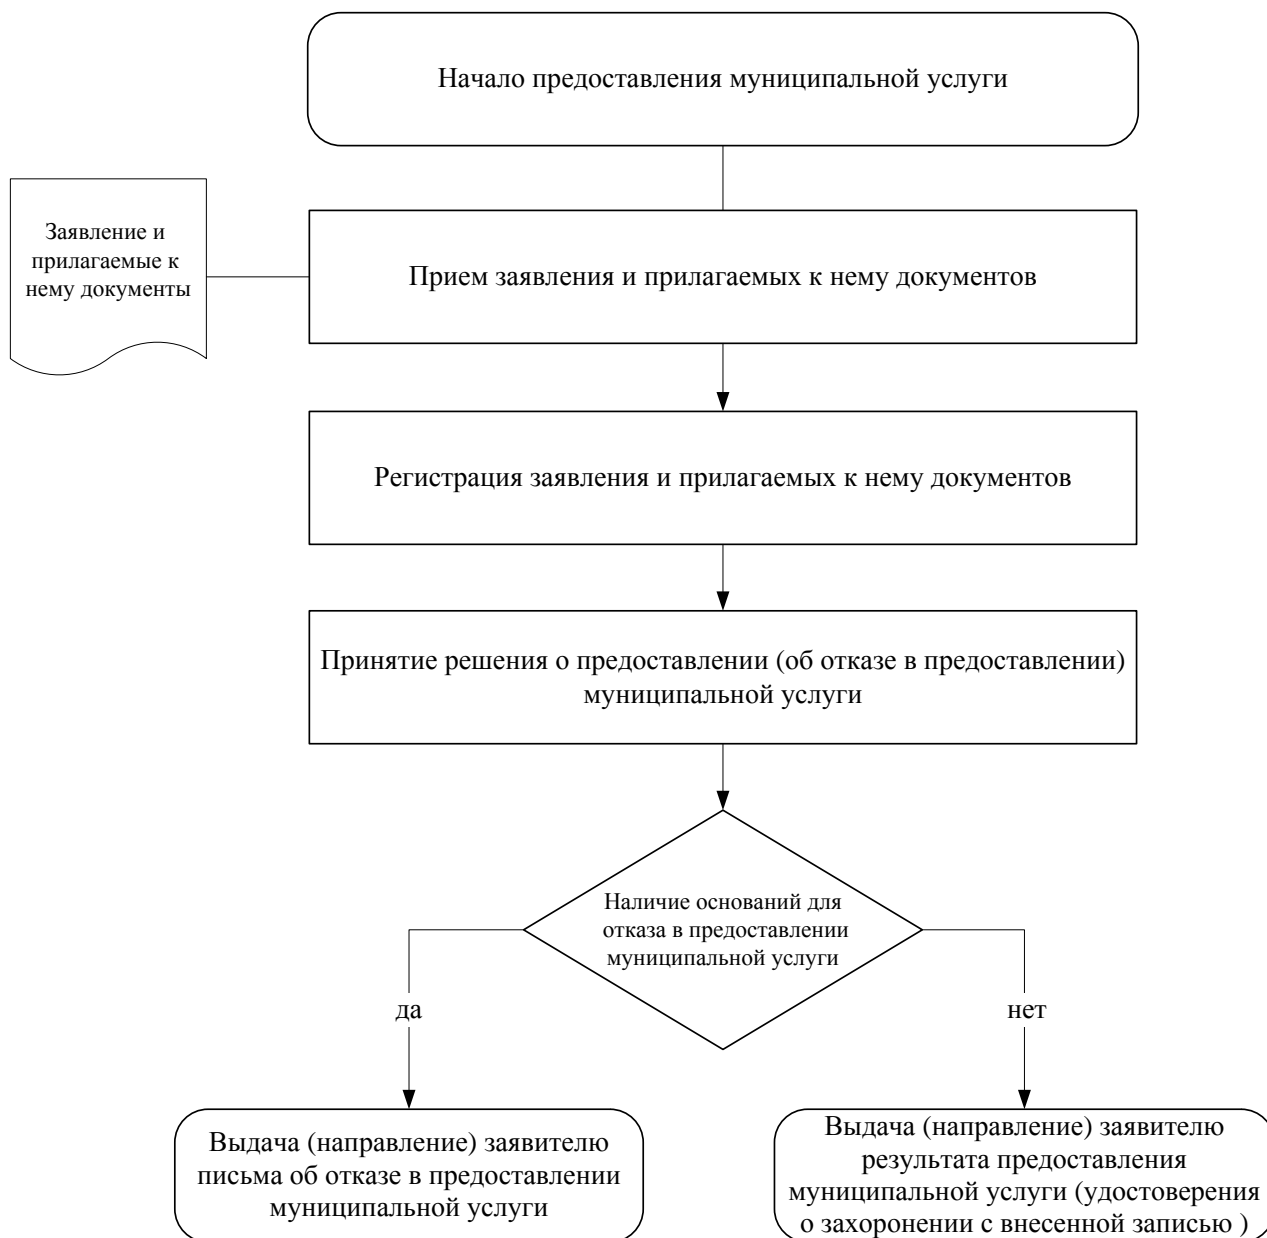 Начало предоставления муниципальной услуги
Заявление и
прилагаемые к
нему документы
Прием заявления и прилагаемых к нему документов
Регистрация заявления и прилагаемых к нему документов
Принятие решения о предоставлении (об отказе в предоставлении)
муниципальной услуги
Наличие оснований для
отказа в предоставлении
муниципальной услуги
да
нет
Выдача (направление) заявителю
письма об отказе в предоставлении
муниципальной услуги
Выдача (направление) заявителю
результата предоставления
муниципальной услуги (удостоверения
о захоронении с внесенной записью )